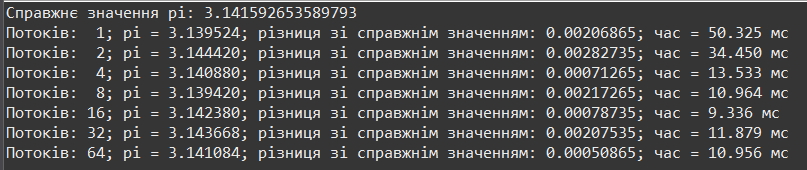 Справжнє значення pi: 3.141592653589793
Потоків:  1; pi = 3.139524; різниця зі справжнім значенням: 0.00206865; час = 50.325 мс
Потоків:  2; pi = 3.144420; різниця зі справжнім значенням: 0.00282735; час = 34.450 мс
Потоків:  4; pi = 3.140880; різниця зі справжнім значенням: 0.00071265; час = 13.533 мс
Потоків:  8; pi = 3.139420; різниця зі справжнім значенням: 0.00217265; час = 10.964 мс
Потоків: 16; pi = 3.142380; різниця зі справжнім значенням: 0.00078735; час = 9.336 мс
Потоків: 32; pi = 3.143668; різниця зі справжнім значенням: 0.00207535; час = 11.879 мс
Потоків: 64; pi = 3.141084; різниця зі справжнім значенням: 0.00050865; час = 10.956 мс